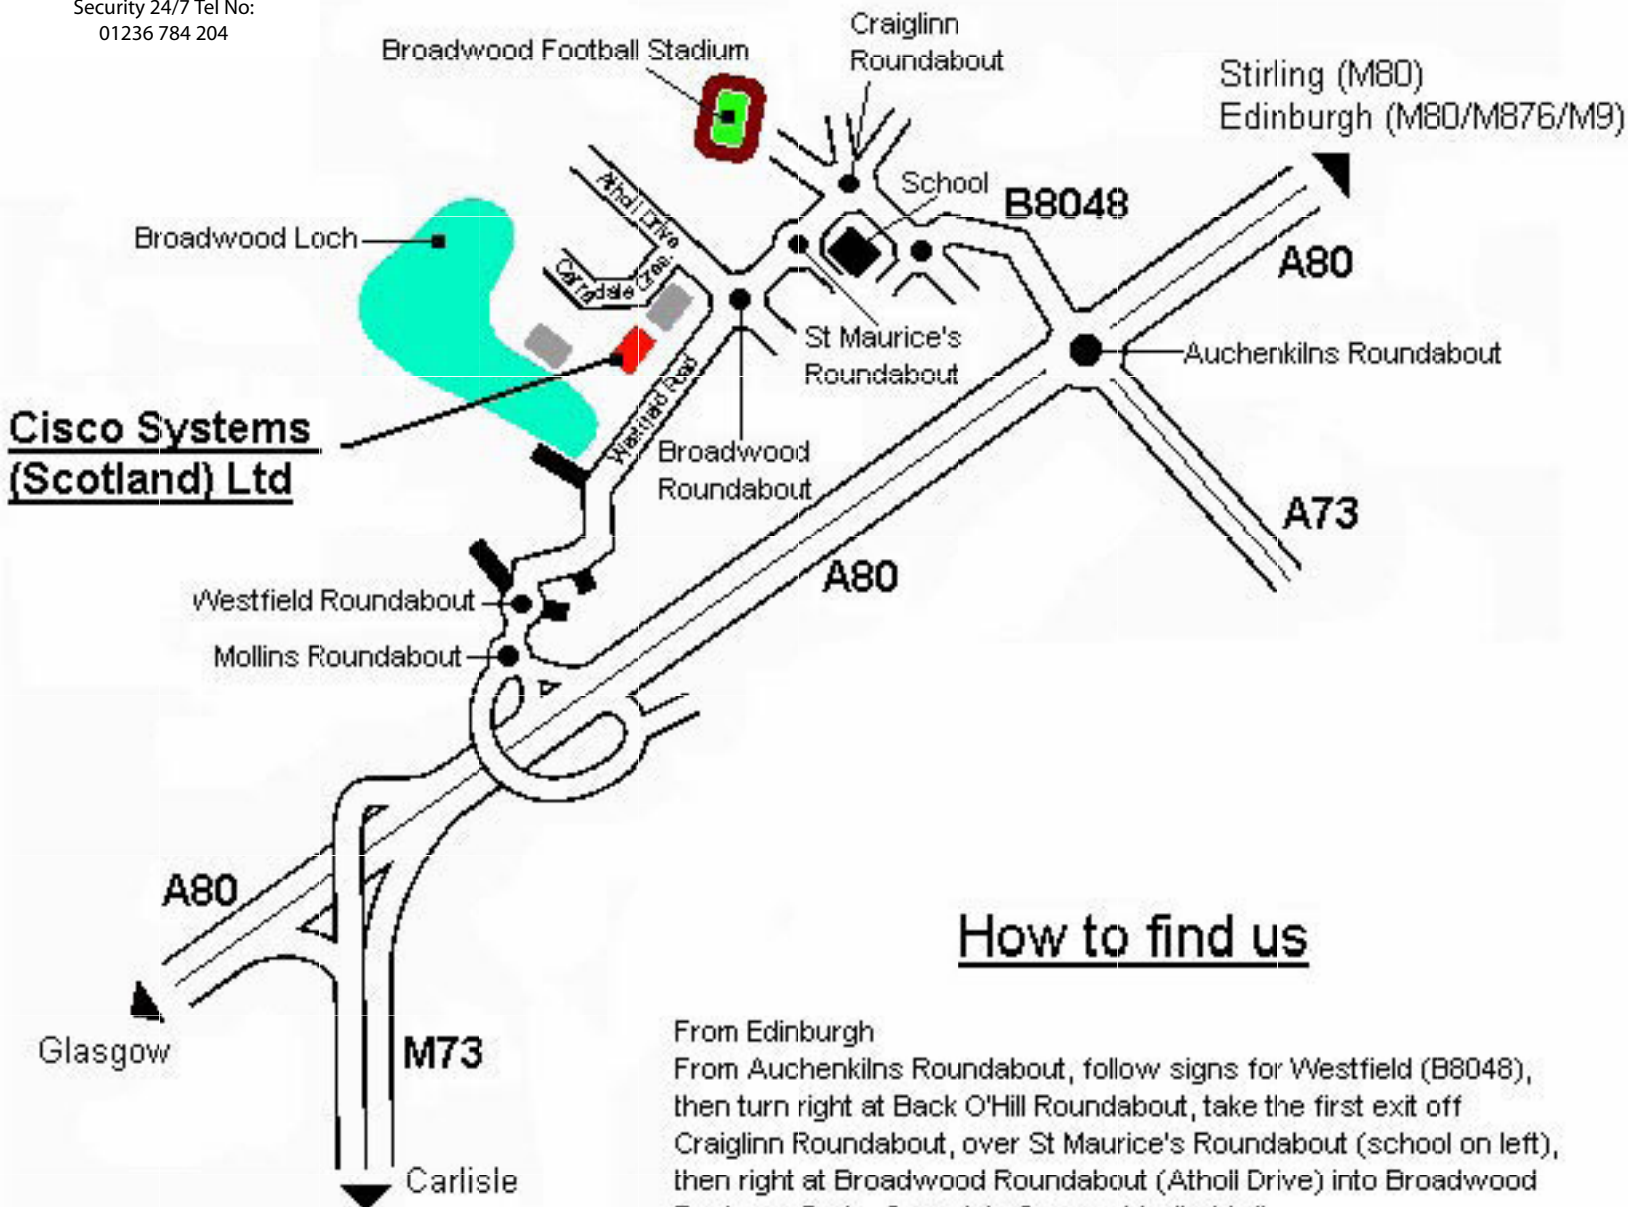 Security 24/7 Tel No:
01236 784 204
Broadwood Football Stadium
Craiglinn
Roundabout
Stirling (M80)
Edinburgh (M80/M876/M9)
Atholl Drive
School
B8048
Broadwood Loch
A80
Carradale Cres.
St Maurice's
Roundabout
Auchenkilns Roundabout
Westfield Road
Cisco Systems
(Scotland) Ltd
Broadwood
Roundabout
A73
A80
Westfield Roundabout
Mollins Roundabout
A80
How to find us
Glasgow
M73
Carlisle
From Edinburgh
From Auchenkilns Roundabout, follow signs for Westfield (B8048),
then turn right at Back O'Hill Roundabout, take the first exit off
Craiglinn Roundabout, over St Maurice's Roundabout (school on left),
then right at Broadwood Roundabout (Atholl Drive) into Broadwood